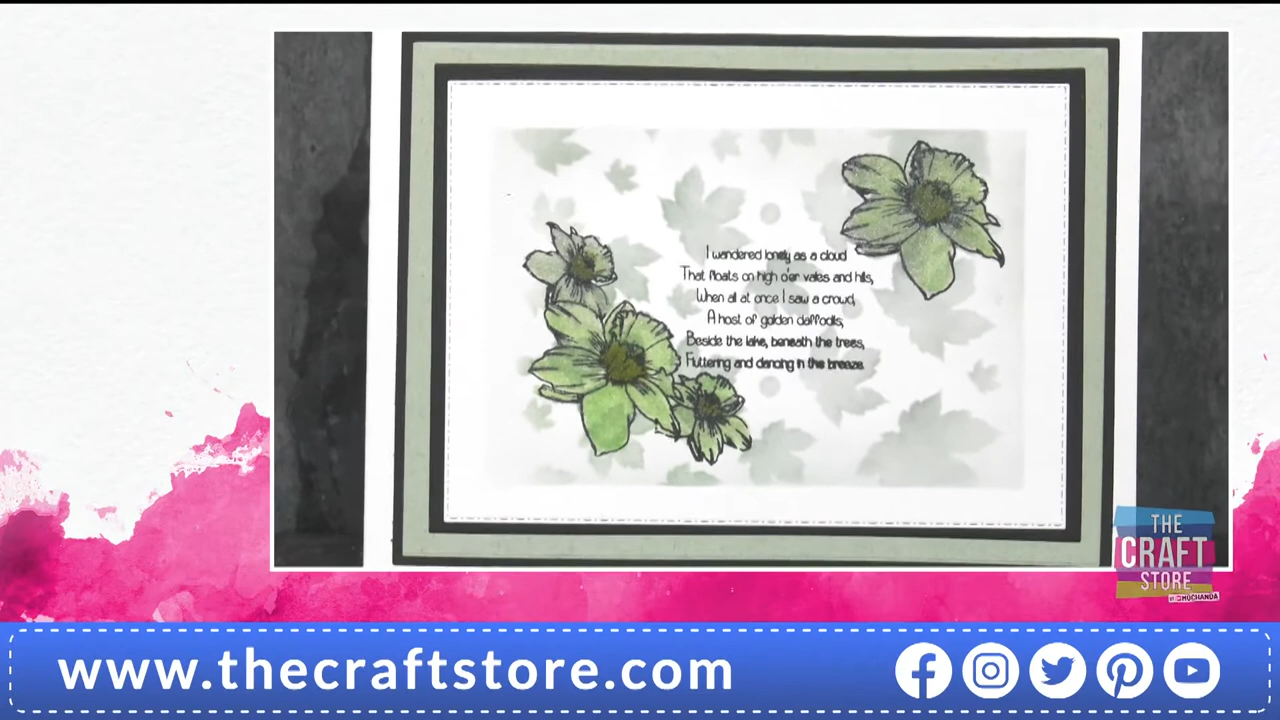 I wandered lonely as a cloud
That floats on high o'er vales and hills,
When all at once I saw a crowd,
A host of golden daffodils;
Beside the lake, beneath the trees,
Fluttering and dancing in the breeze.
THE
CRAFT
STORE
BY HOCHANDA
www.thecraftstore.com